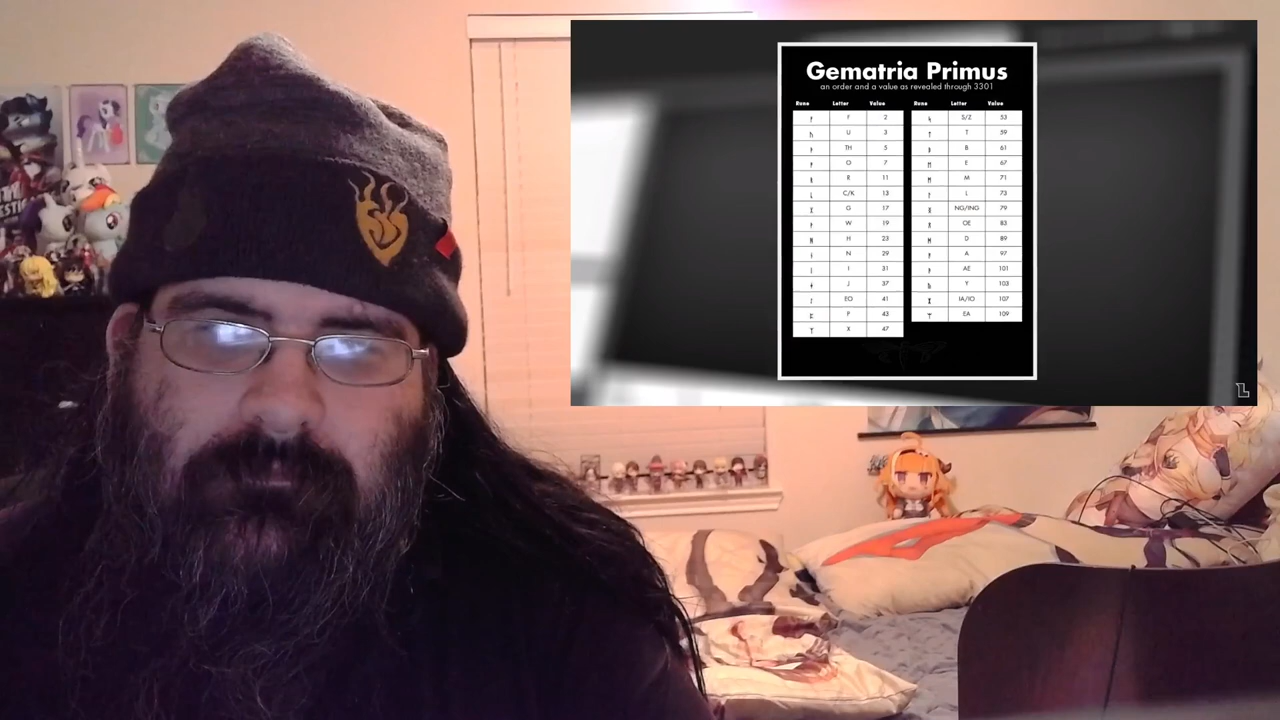 Gematria Primus
an order and a value as revealed through 3301
Rune Letter Value
F 2
U 3
TH 5
O 7
R 11
C/K 13
G 17
W 19
H 23
N 29
I 31
J 37
EO 41
P 43
X 47
Rune Letter Value
S/Z 53
T 59
B 61
E 67
M 71
L 73
NG/ING 79
OE 83
D 89
A 97
AE 101
Y 103
IA/IO 107
EA 109